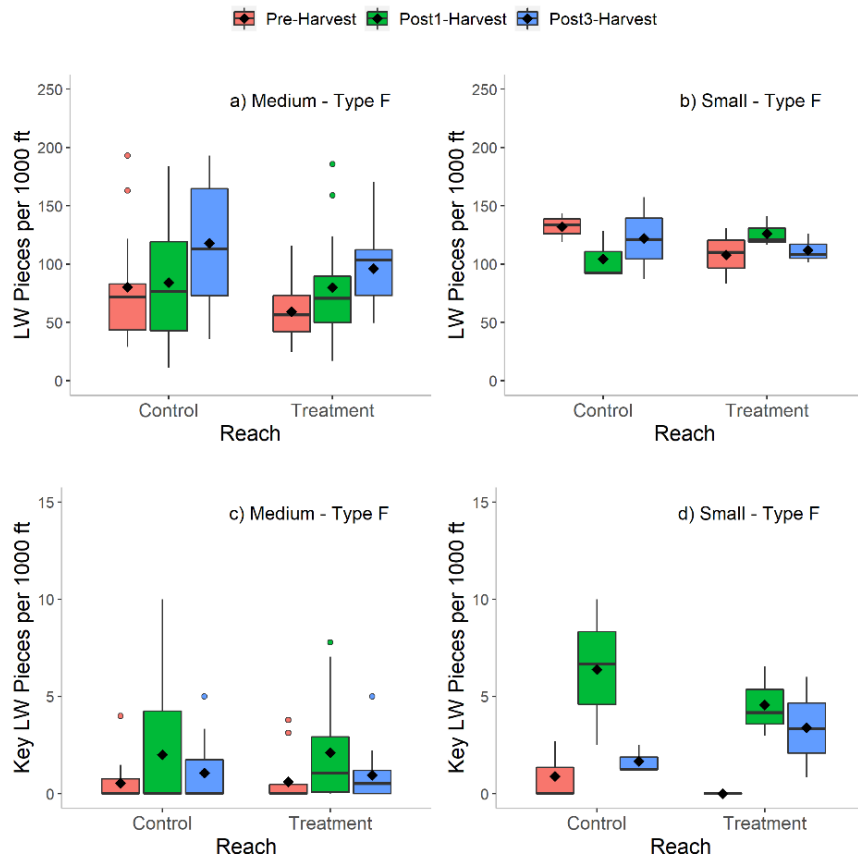 Pre-Harvest Post1-Harvest Post3-Harvest
a) Medium - Type F
LW Pieces per 1000 ft
250
200
150
100
50
0
Control Treatment
Reach
b) Small - Type F
LW Pieces per 1000 ft
250
200
150
100
50
0
Control Treatment
Reach
c) Medium - Type F
Key LW Pieces per 1000 ft
15
10
5
0
Control Treatment
Reach
d) Small - Type F
Key LW Pieces per 1000 ft
15
10
5
0
Control Treatment
Reach